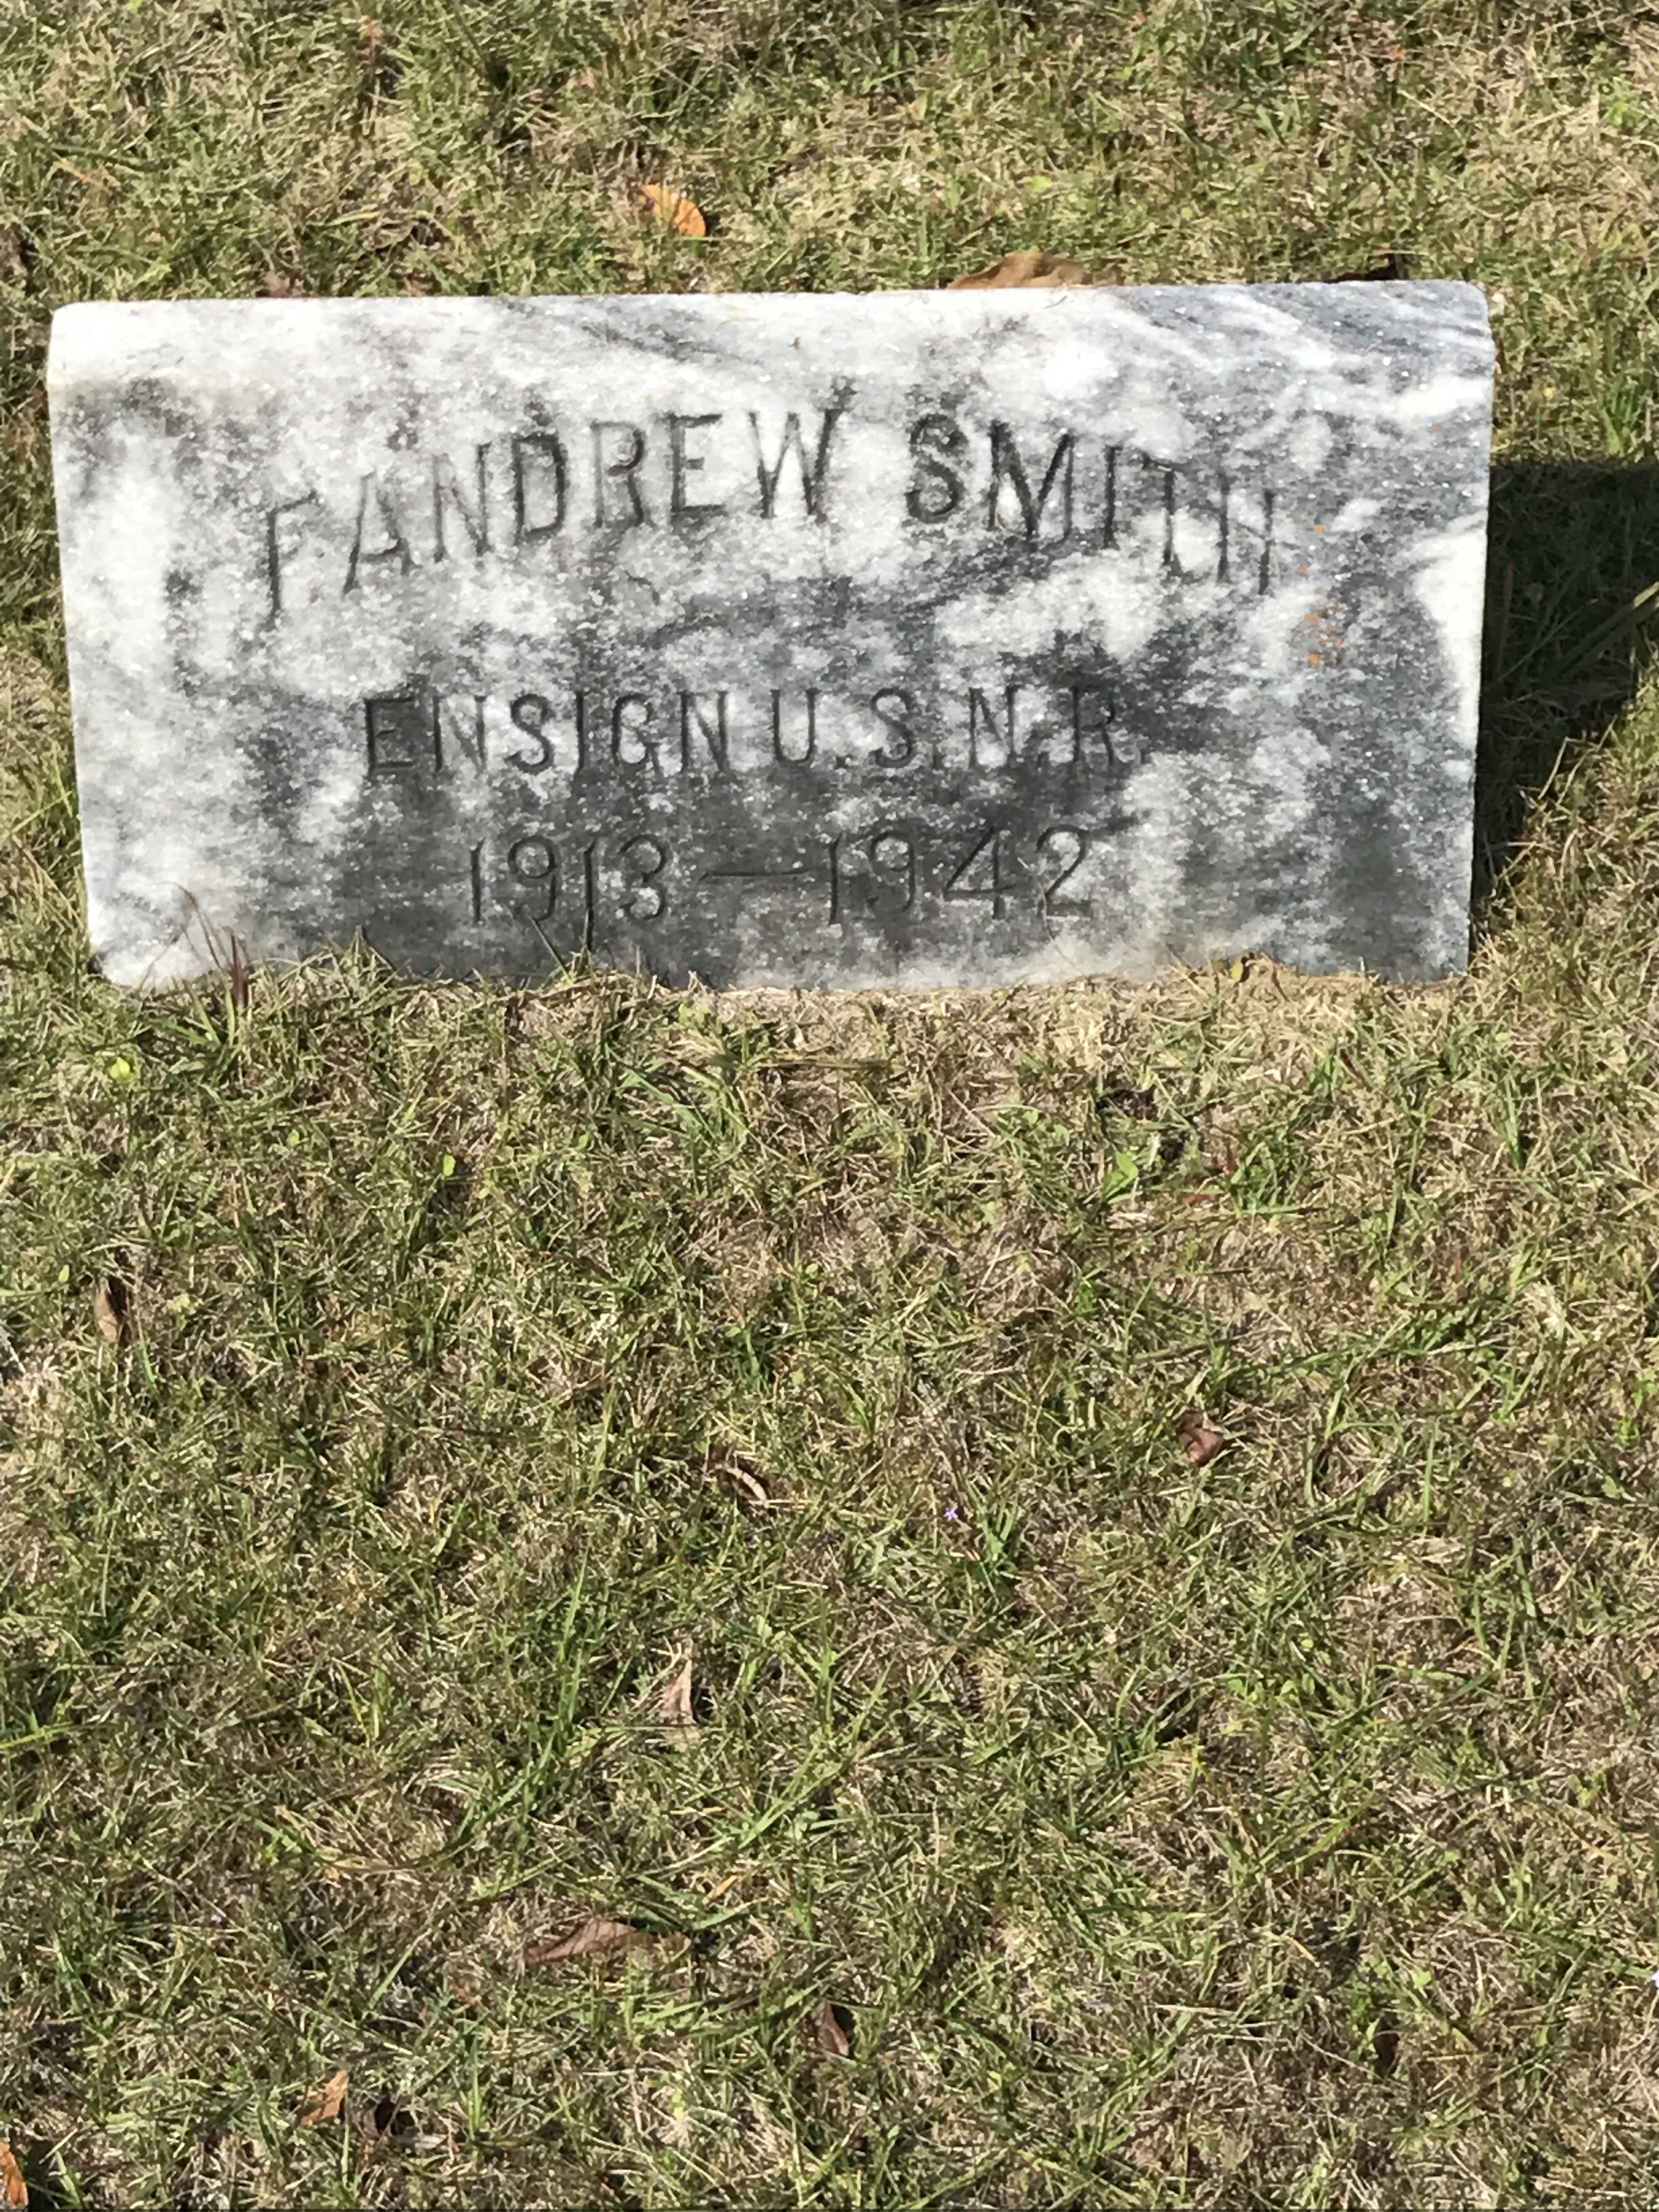 F. ANDREW SMITH
ENSIGN U.S.N.R.
1913 — 1942